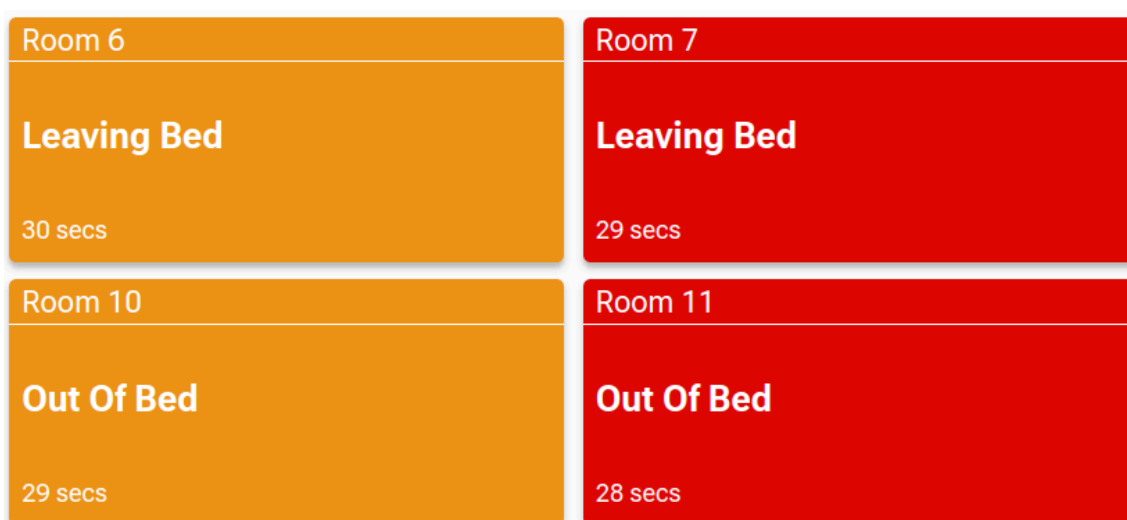 Room 6
Leaving Bed
30 secs
Room 7
Leaving Bed
29 secs
Room 10
Out Of Bed
29 secs
Room 11
Out Of Bed
28 secs